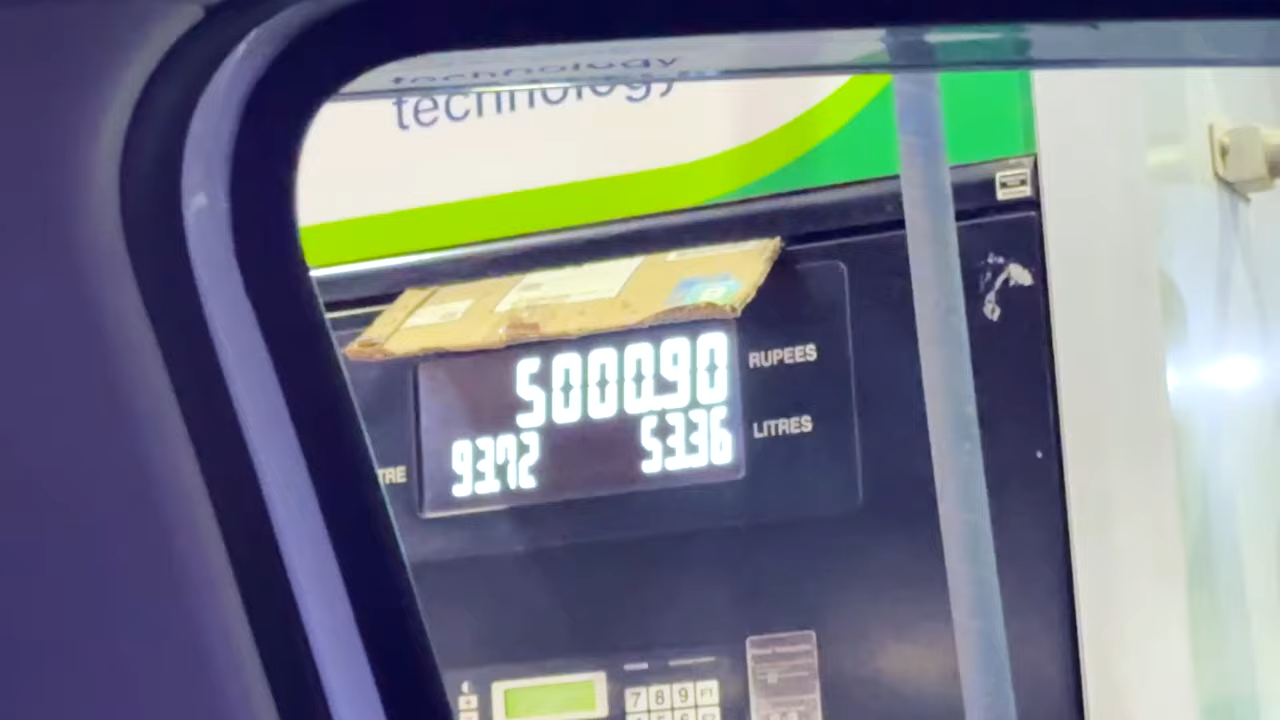 technology
5000.90
RUPEES
TRE
93.72
53.36
LITRES
7 8 9 F1